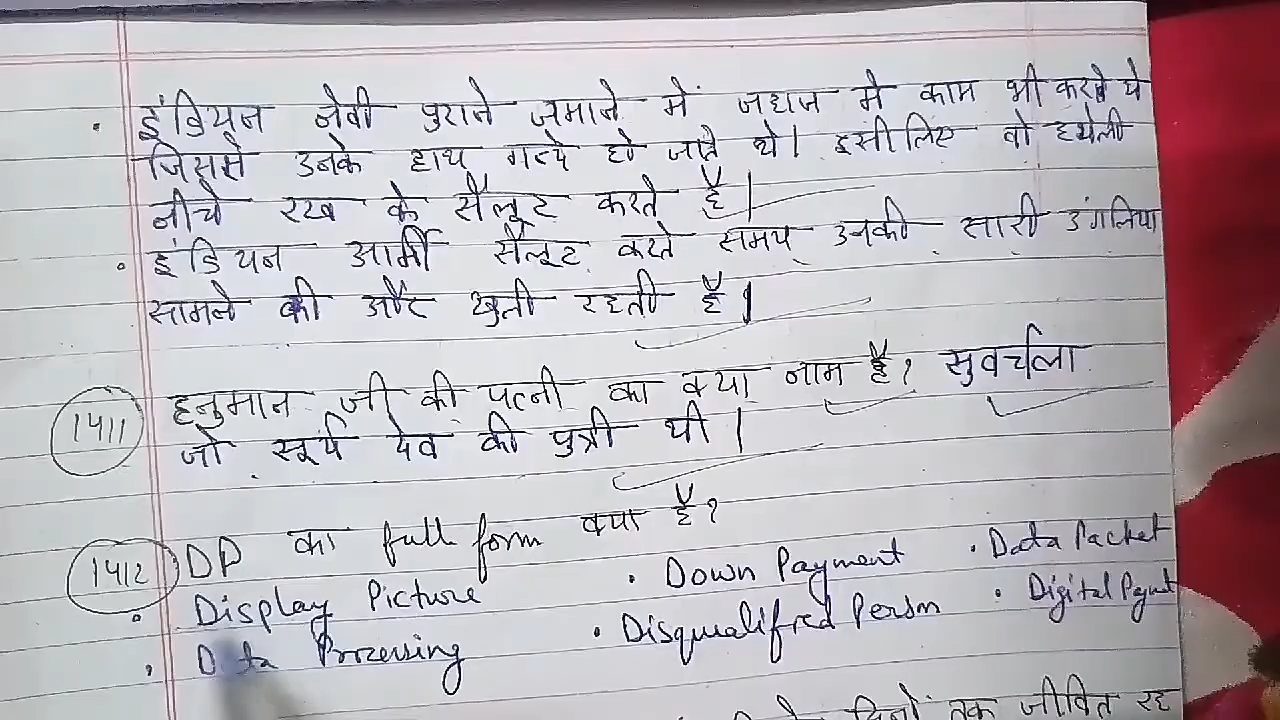 • इंडियन नेवी पुराने जमाने में जहाज मे काम भी करते थे
जिससे उनके हाथ गन्दे हो जाते थे। इसीलिए वो हथेली
नीचे रख के सैलूट करते है।
• इंडियन आर्मी सैलूट करते समय उनकी सारी उंगलिया
सामने की और खुली रहती है।
1411 हनुमान जी की पत्नी का क्या नाम है? सुवर्चला
जो सूर्य देव की पुत्री थी।
1412 DP का full form क्या है?
• Display Picture • Down Payment • Data Packet
• Data Processing • Disqualified Person • Digital Paymt
दिनों तक जीवित रह